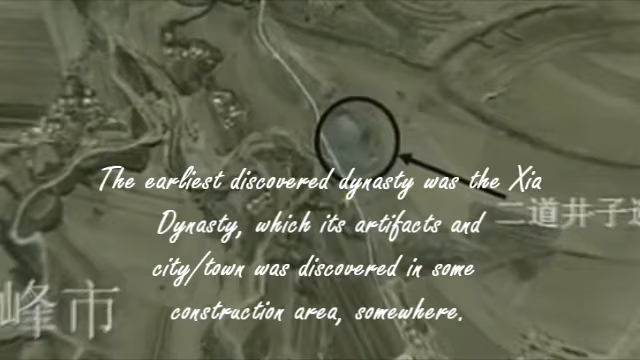 The earliest discovered dynasty was the Xia
Dynasty, which its artifacts and
二道井子
city/town was discovered in some
峰市
construction area, somewhere.